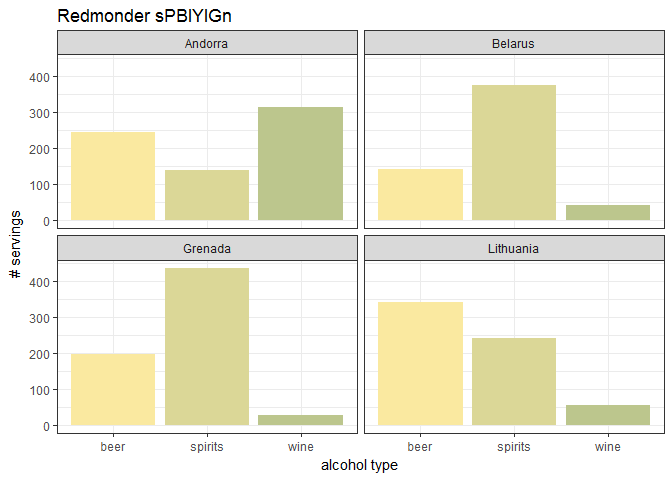 Redmonder sPBIYlGn
Andorra
Belarus
400
300
200
100
0
Grenada
Lithuania
400
300
200
100
0
# servings
beer
spirits
wine
beer
spirits
wine
alcohol type